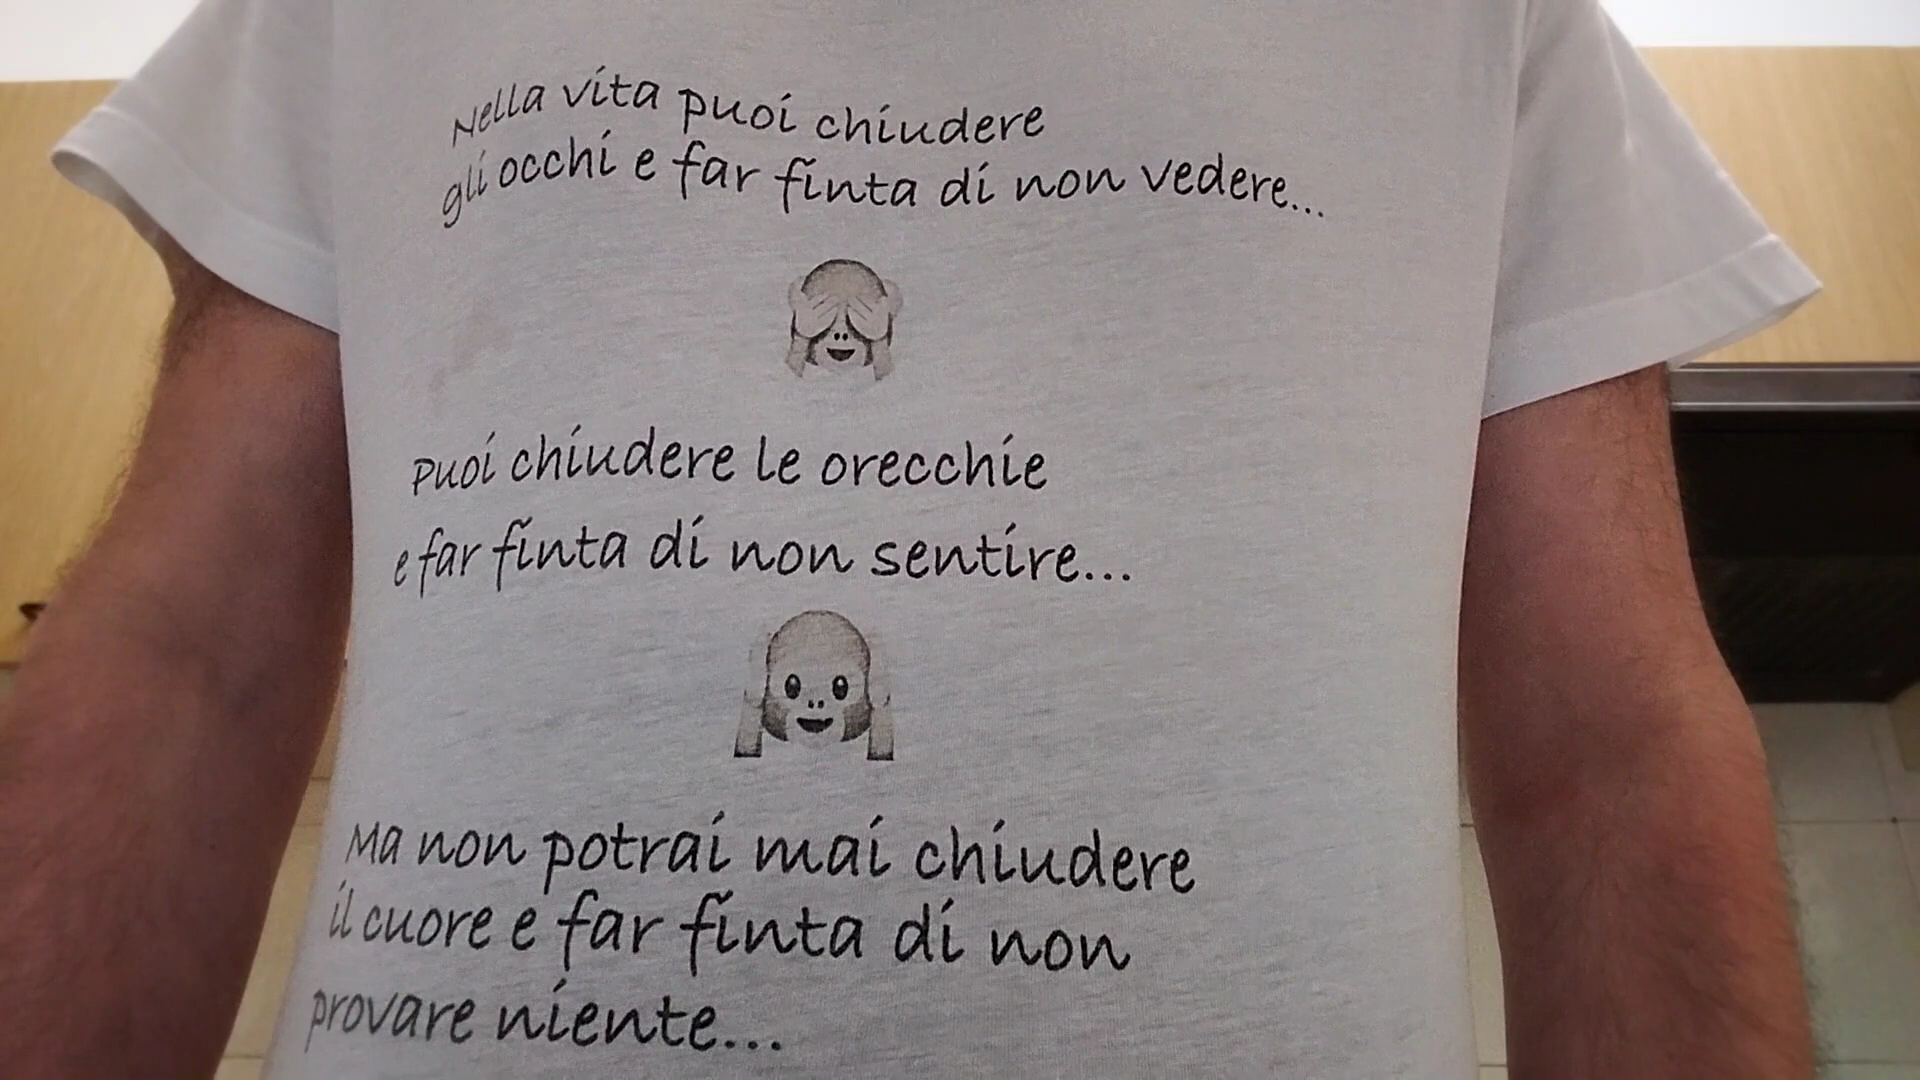 Nella vita puoi chiudere
gli occhi e far finta di non vedere...
Puoi chiudere le orecchie
e far finta di non sentire...
Ma non potrai mai chiudere
il cuore e far finta di non
provare niente...